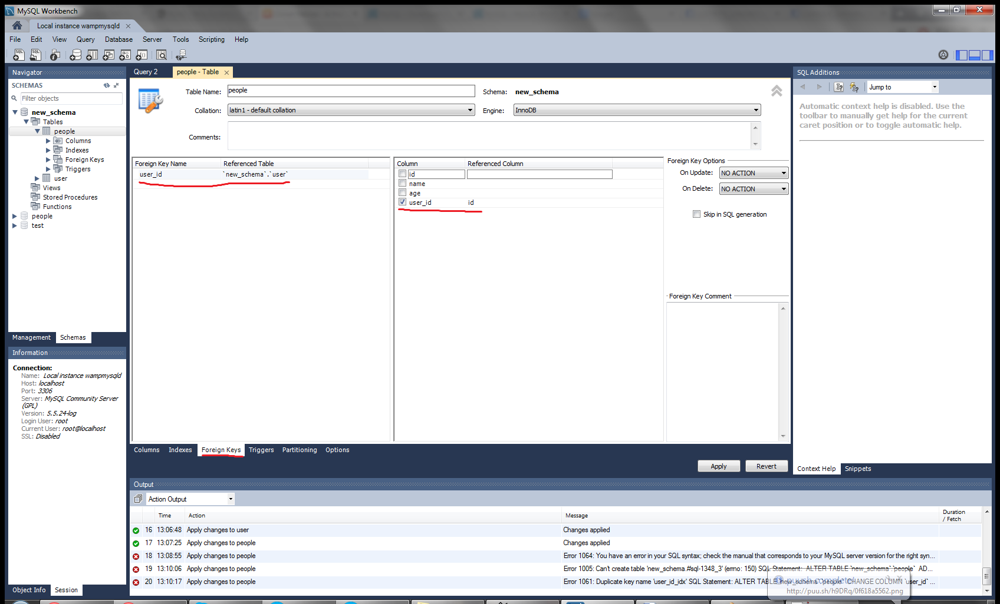 MySQL Workbench
Local instance wampmysqld
File Edit View Query Database Server Tools Scripting Help
Navigator
SCHEMAS
Filter objects
new_schema
Tables
people
Columns
Indexes
Foreign Keys
Triggers
user
Views
Stored Procedures
Functions
people
test
Management Schemas
Information
Connection:
Name: Local instance wampmysqld
Host: localhost
Port: 3306
Server: MySQL Community Server
(GPL)
Version: 5.5.24-log
Login User: root
Current User: root@localhost
SSL: Disabled
Object Info Session
Query 2 people - Table
Table Name: people Schema: new_schema
Collation: latin1 - default collation Engine: InnoDB
Comments:
Foreign Key Name Referenced Table
user_id `new_schema`.`user`
Column Referenced Column
id
name
age
user_id id
Foreign Key Options
On Update: NO ACTION
On Delete: NO ACTION
Skip in SQL generation
Foreign Key Comment
Columns Indexes Foreign Keys Triggers Partitioning Options
Apply Revert
SQL Additions
Jump to
Automatic context help is disabled. Use the
toolbar to manually get help for the current
caret position or to toggle automatic help.
Context Help Snippets
Output
Action Output
Time Action Message Duration
/ Fetch
16 13:06:48 Apply changes to user Changes applied
17 13:07:25 Apply changes to people Changes applied
18 13:08:55 Apply changes to people Error 1064: You have an error in your SQL syntax; check the manual that corresponds to your MySQL server version for the right syn...
19 13:10:06 Apply changes to people Error 1005: Can't create table 'new_schema.#sql-1348_3' (errno: 150) SQL Statement: ALTER TABLE `new_schema`.`people` AD...
20 13:10:17 Apply changes to people Error 1061: Duplicate key name 'user_id_idx' SQL Statement: ALTER TABLE `new_schema`.`people` CHANGE COLUMN `user_id` ...
puush complete!
http://puu.sh/h9DRq/0f618a5562.png